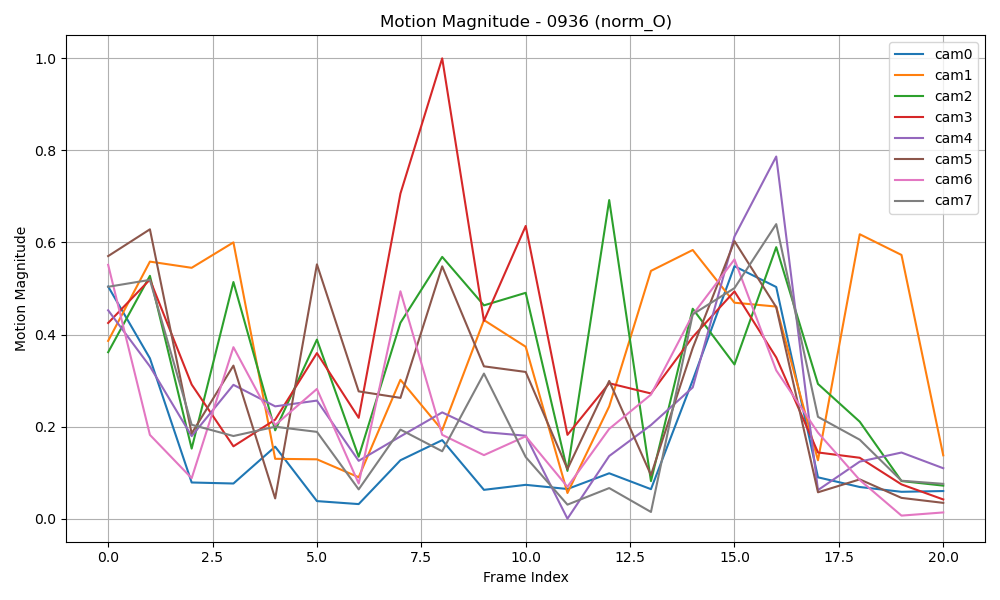 Motion Magnitude - 0936 (norm_O)
Motion Magnitude
1.0
0.8
0.6
0.4
0.2
0.0
cam0
cam1
cam2
cam3
cam4
cam5
cam6
cam7
0.0 2.5 5.0 7.5 10.0 12.5 15.0 17.5 20.0
Frame Index